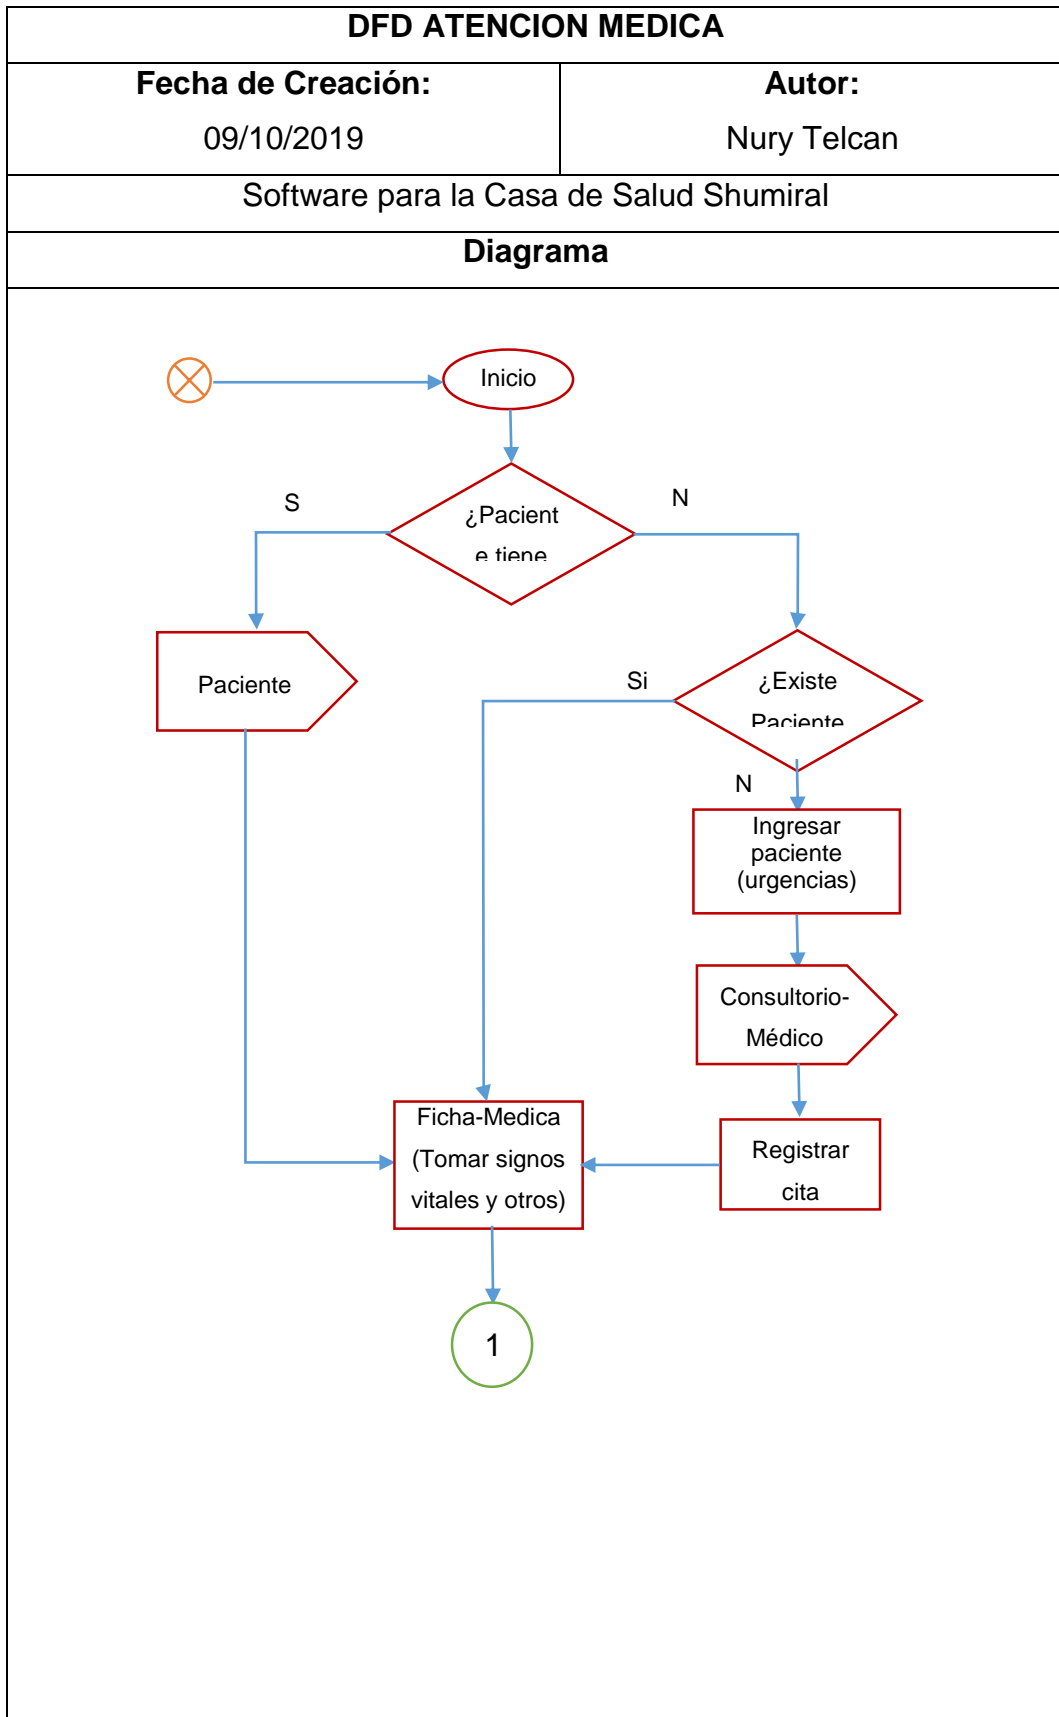 DFD ATENCION MEDICA
Fecha de Creación:
09/10/2019
Autor:
Nury Telcan
Software para la Casa de Salud Shumiral
Diagrama
Inicio
S
N
¿Pacient
e tiene
Paciente
Si
¿Existe
Paciente
N
Ingresar
paciente
(urgencias)
Consultorio-
Médico
Registrar
cita
Ficha-Medica
(Tomar signos
vitales y otros)
1